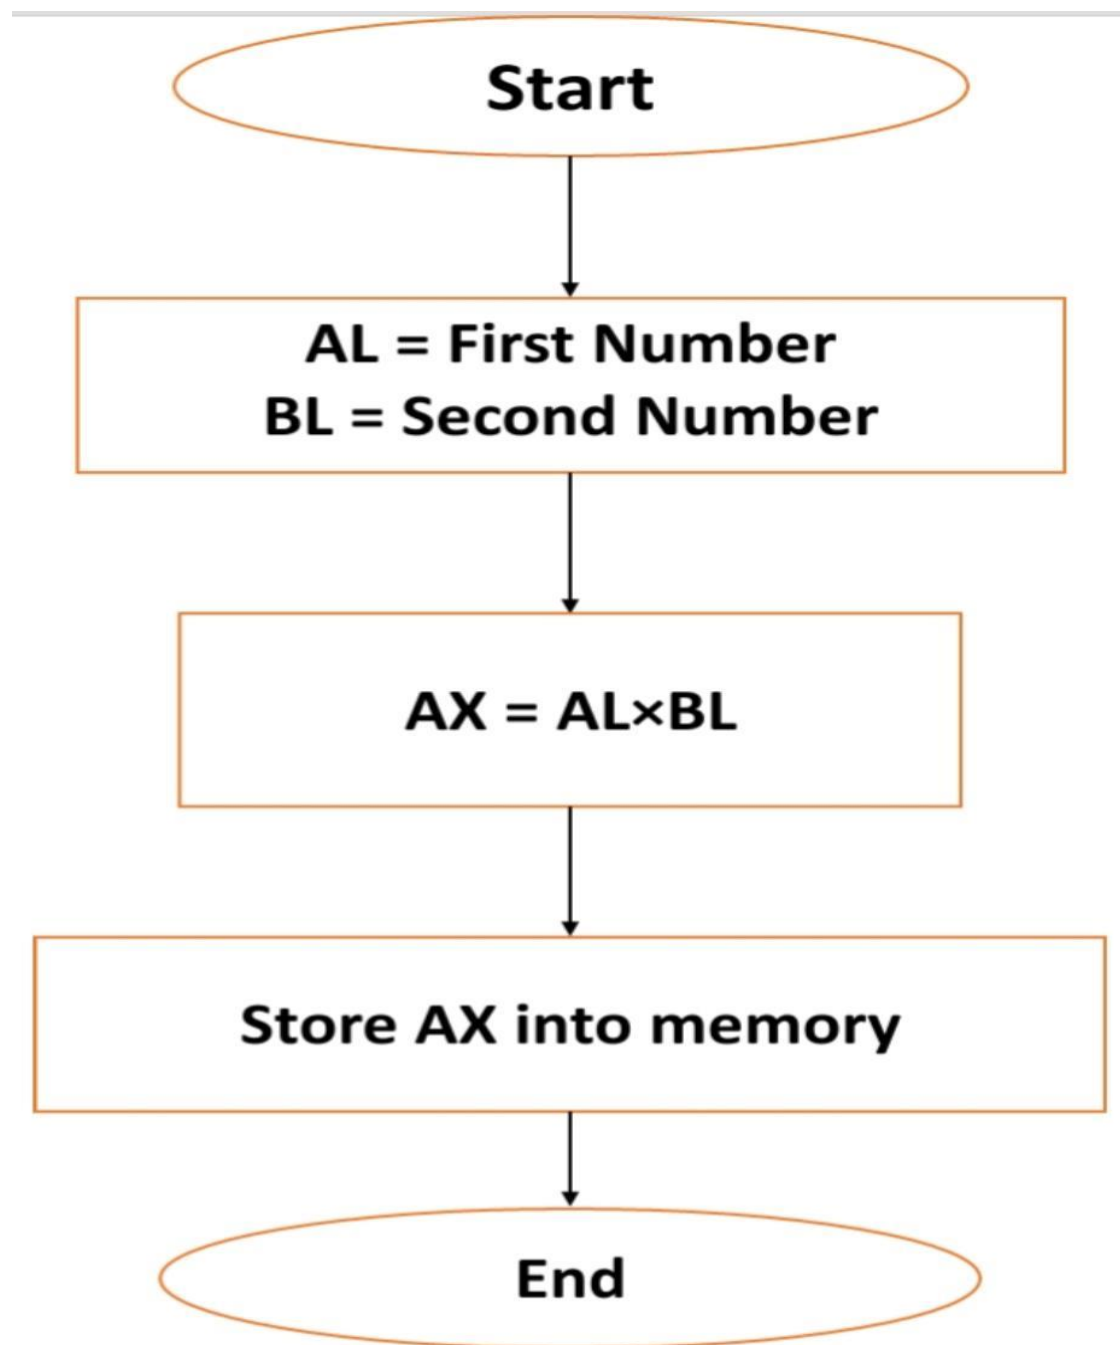 Start
AL = First Number
BL = Second Number
AX = AL×BL
Store AX into memory
End